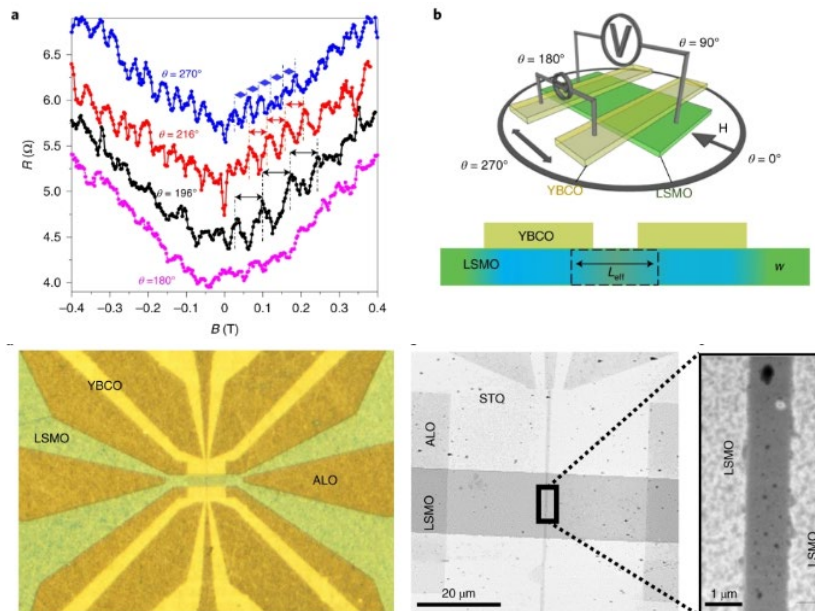 a
b
6.5
6.0
5.5
5.0
4.5
4.0
R (Ω)
θ = 270°
θ = 216°
θ = 196°
θ =180°
−0.4 −0.3 −0.2 −0.1 0 0.1 0.2 0.3 0.4
B (T)
V
θ = 90°
θ = 180°
H
θ = 270°
θ = 0°
YBCO
LSMO
YBCO
LSMO
Leff
w
YBCO
LSMO
ALO
STO
ALO
LSMO
20 μm
LSMO
LSMO
1 μm